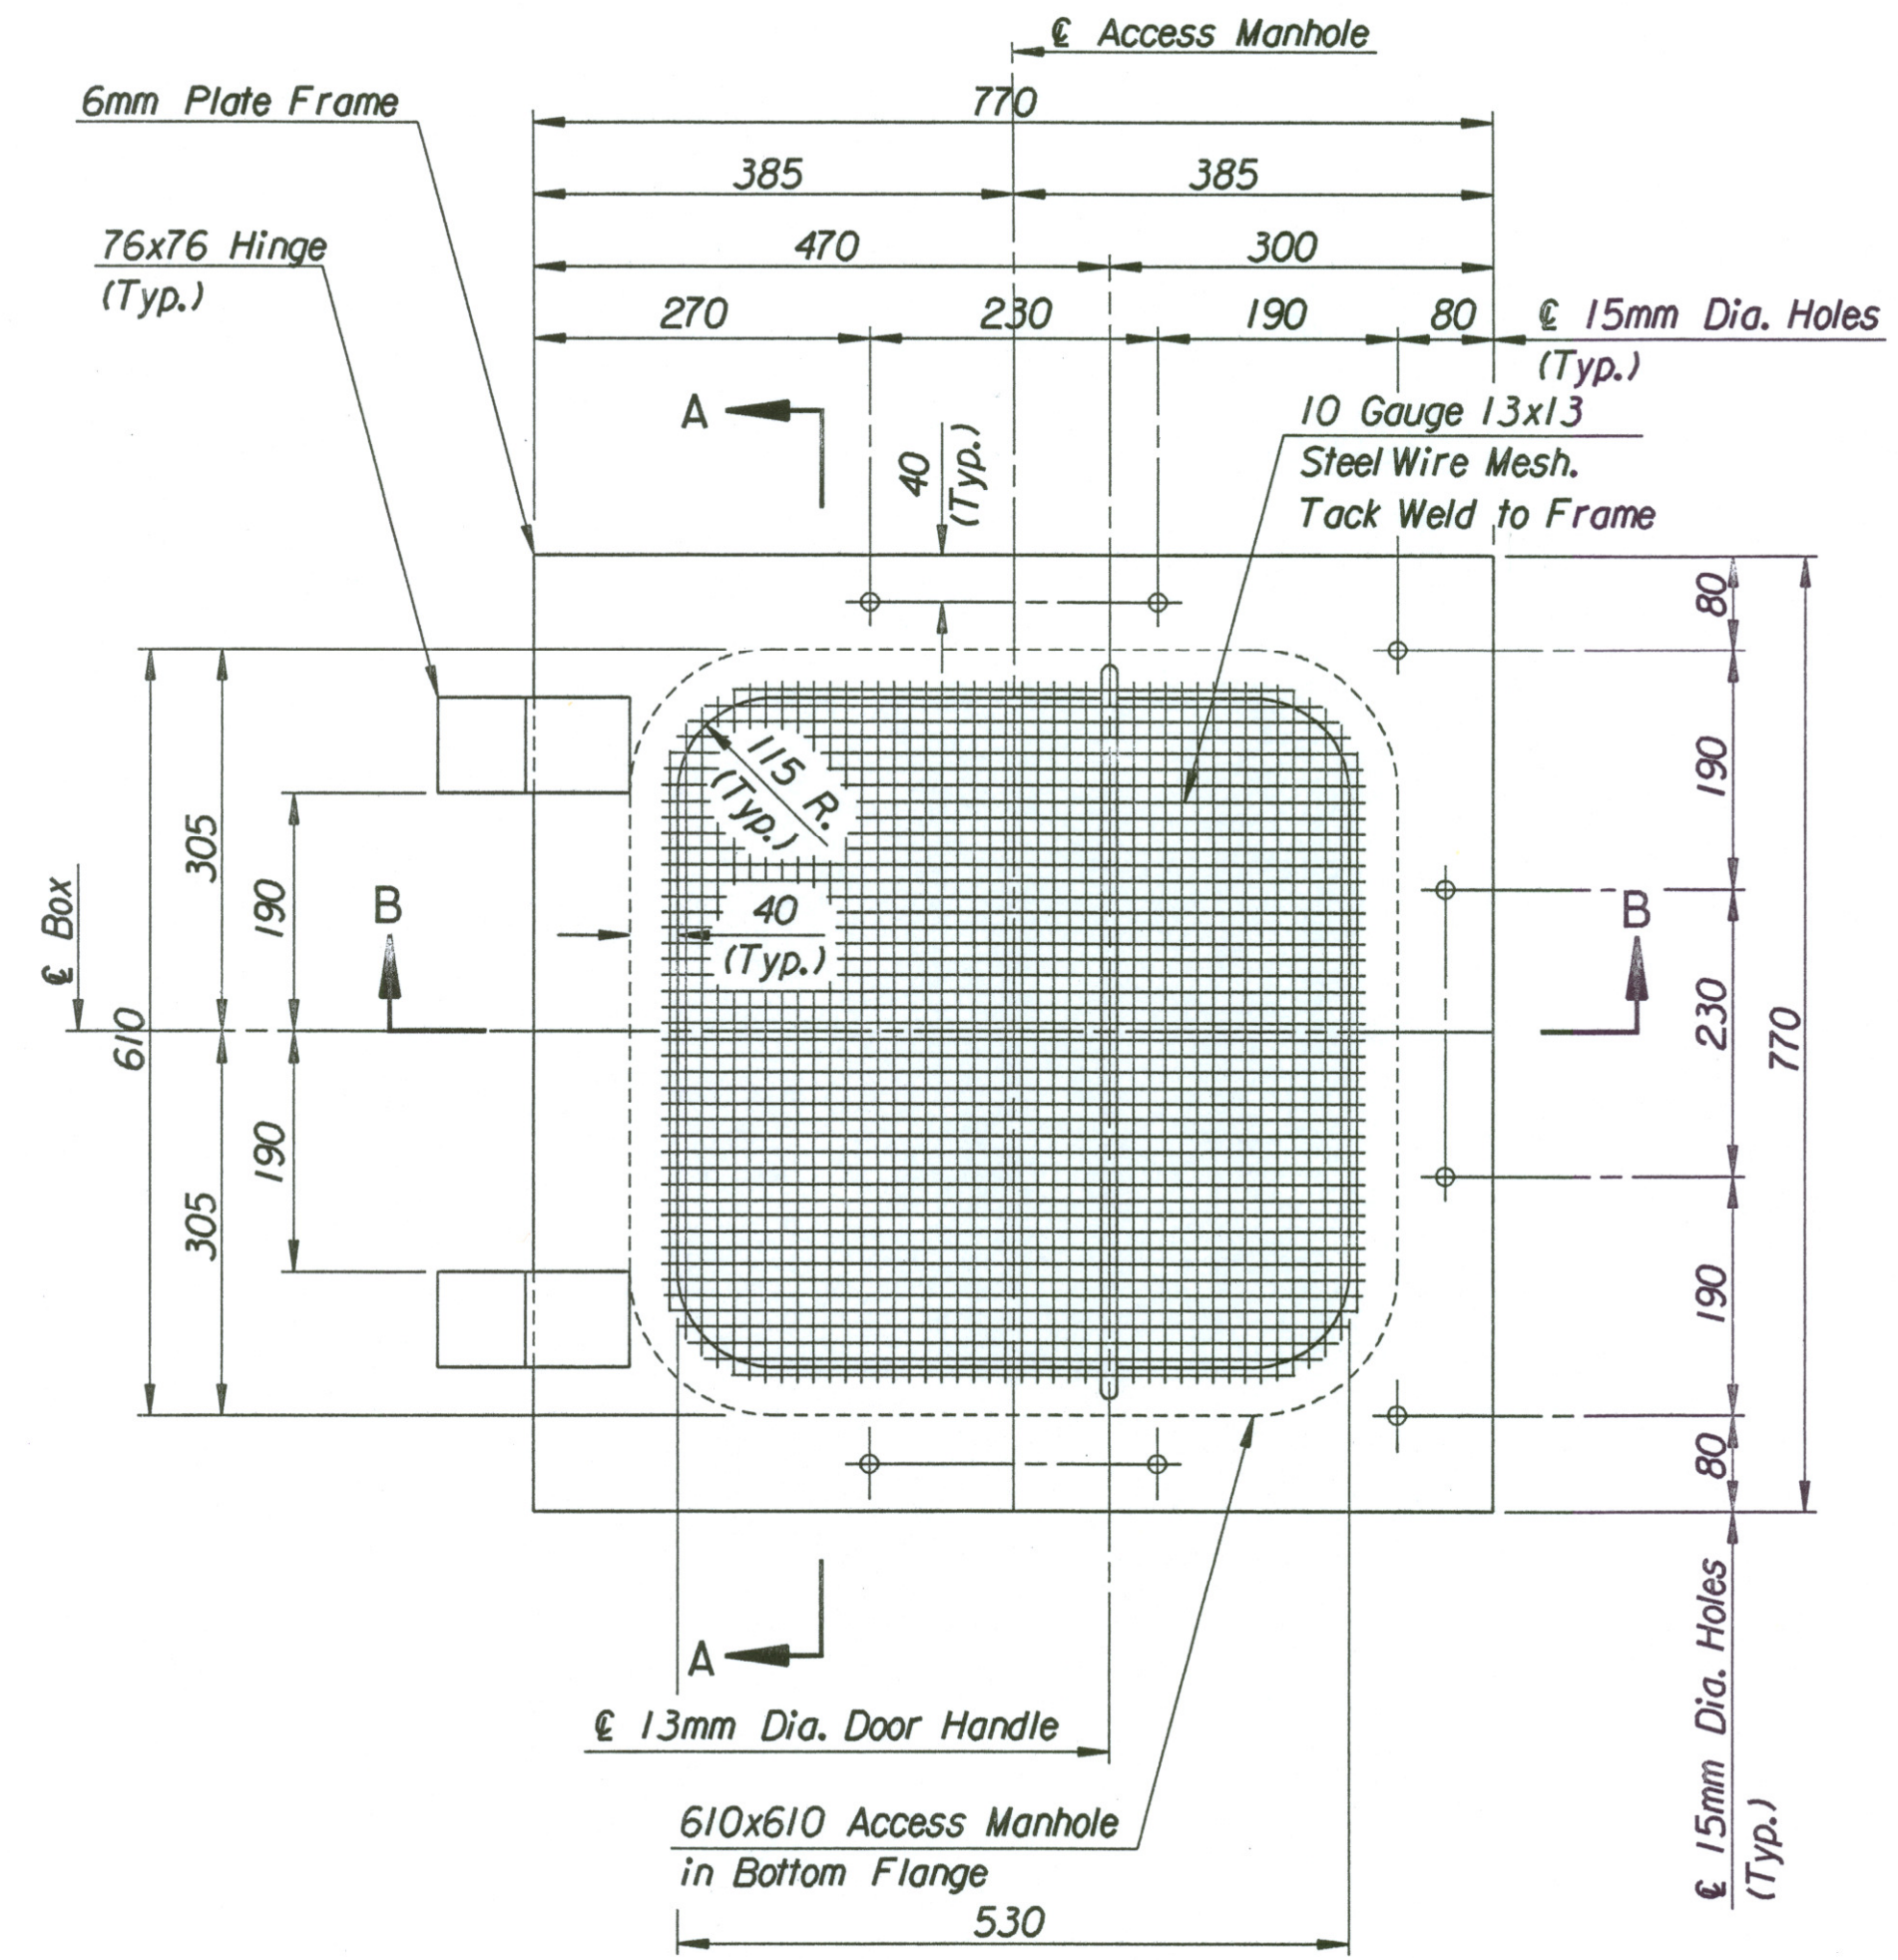 ℄ Access Manhole
6mm Plate Frame
770
385
385
76x76 Hinge
(Typ.)
470
300
270
230
190
80
℄ 15mm Dia. Holes
(Typ.)
A
10 Gauge 13x13
Steel Wire Mesh.
Tack Weld to Frame
40
(Typ.)
80
115 R.
(Typ.)
190
305
190
℄ Box
B
40
(Typ.)
B
610
230
770
190
305
190
80
A
℄ 13mm Dia. Door Handle
610x610 Access Manhole
in Bottom Flange
530
℄ 15mm Dia. Holes
(Typ.)